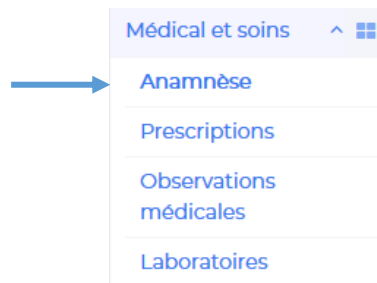 Médical et soins
Anamnèse
Prescriptions
Observations
médicales
Laboratoires